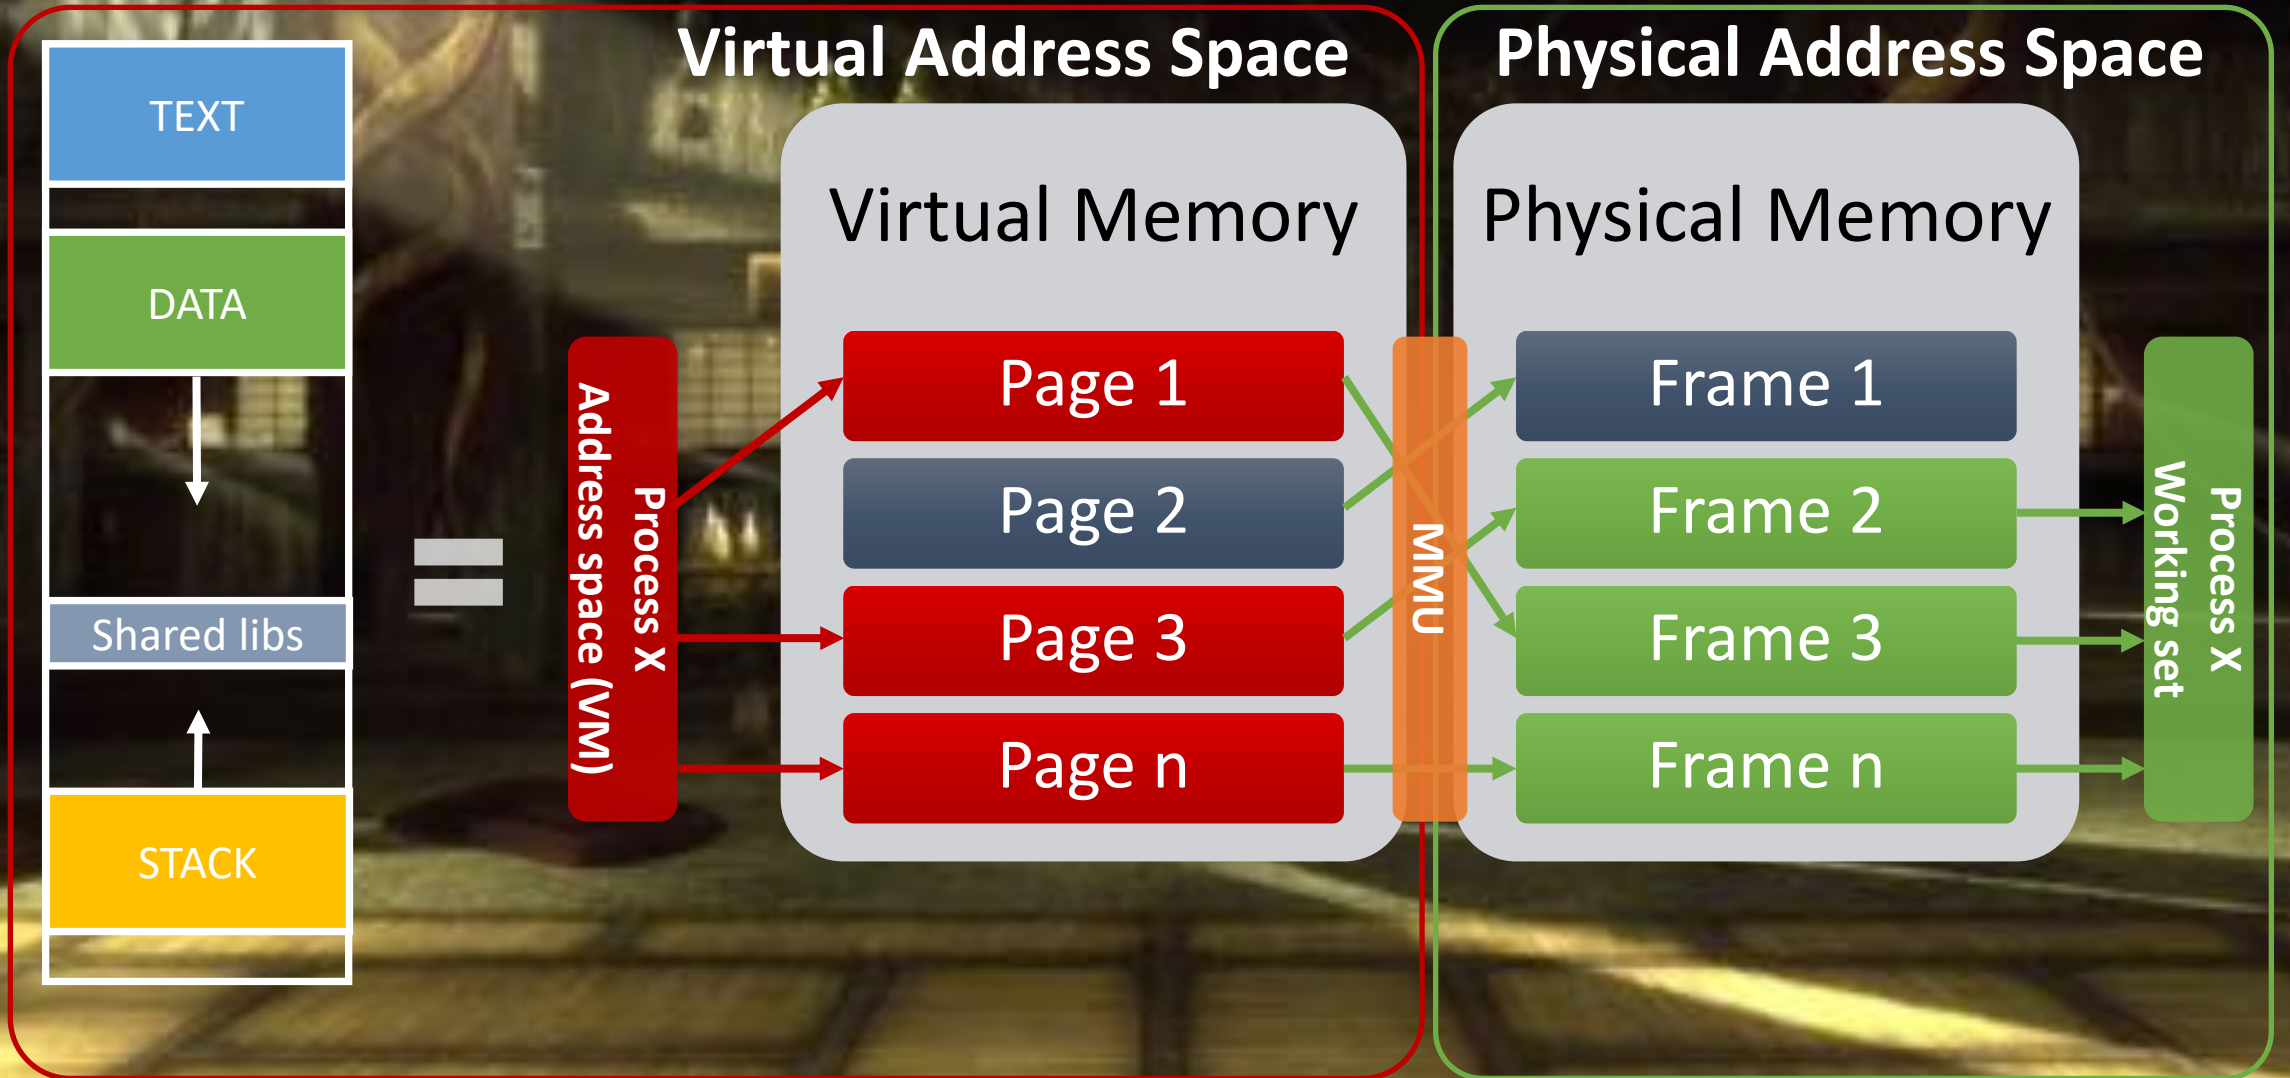 Virtual Address Space
Physical Address Space
TEXT
DATA
Shared libs
STACK
Process X
Address space (VM)
Virtual Memory
Page 1
Page 2
Page 3
Page n
MMU
Physical Memory
Frame 1
Frame 2
Frame 3
Frame n
Process X
Working set